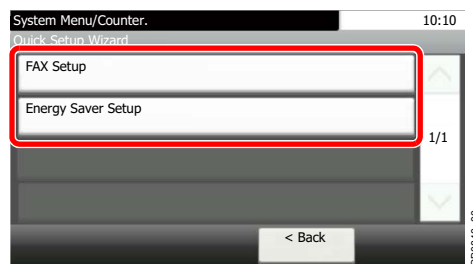 System Menu/Counter.
10:10
Quick Setup Wizard
FAX Setup
Energy Saver Setup
1/1
< Back